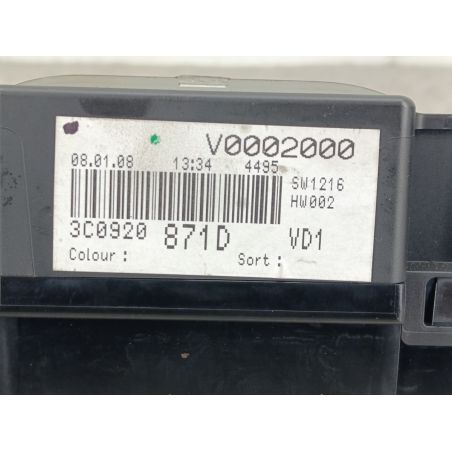 V0002000
08.01.08 13:34 4495
SW1216
HW002
3C0920 871D VD1
Colour : Sort :